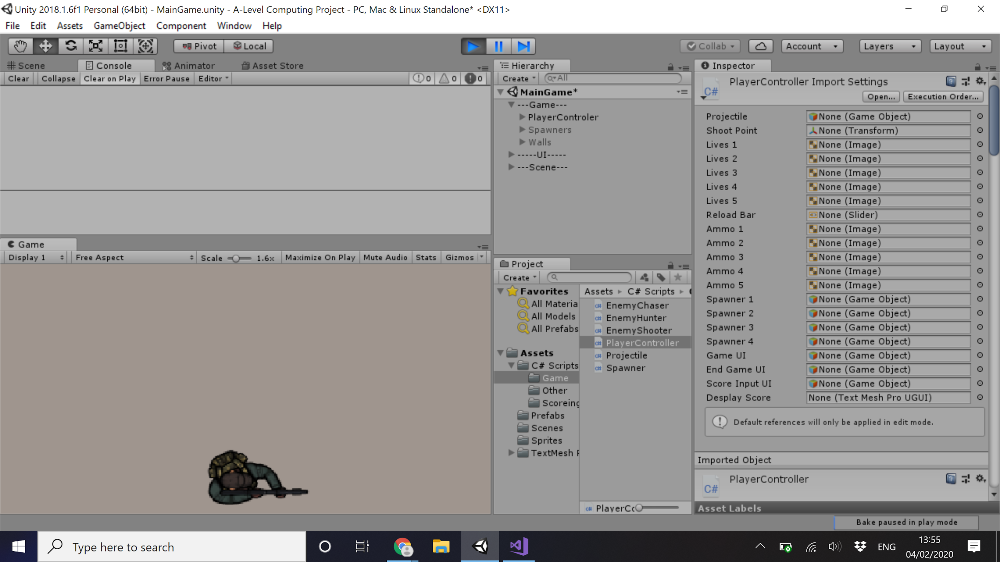 Unity 2018.1.6f1 Personal (64bit) - MainGame.unity - A-Level Computing Project - PC, Mac & Linux Standalone* <DX11>
File Edit Assets GameObject Component Window Help
Pivot Local Collab Account Layers Layout
Scene Console Animator Asset Store
Clear Collapse Clear on Play Error Pause Editor 0 0 0
Game
Display 1 Free Aspect Scale 1.6x Maximize On Play Mute Audio Stats Gizmos
Hierarchy
Create All
MainGame*
---Game---
PlayerControler
Spawners
Walls
-----UI-----
---Scene---
Project
Create
Favorites
All Materia
All Models
All Prefabs
Assets
C# Scripts
Game
Other
Scoreing
Prefabs
Scenes
Sprites
TextMesh
Assets C# Scripts
EnemyChaser
EnemyHunter
EnemyShooter
PlayerController
Projectile
Spawner
PlayerCo
Inspector
C# PlayerController Import Settings
Open... Execution Order...
Projectile None (Game Object)
Shoot Point None (Transform)
Lives 1 None (Image)
Lives 2 None (Image)
Lives 3 None (Image)
Lives 4 None (Image)
Lives 5 None (Image)
Reload Bar None (Slider)
Ammo 1 None (Image)
Ammo 2 None (Image)
Ammo 3 None (Image)
Ammo 4 None (Image)
Ammo 5 None (Image)
Spawner 1 None (Game Object)
Spawner 2 None (Game Object)
Spawner 3 None (Game Object)
Spawner 4 None (Game Object)
Game UI None (Game Object)
End Game UI None (Game Object)
Score Input UI None (Game Object)
Desplay Score None (Text Mesh Pro UGUI)
Default references will only be applied in edit mode.
Imported Object
C# PlayerController
Asset Labels
Bake paused in play mode
Type here to search
ENG
13:55
04/02/2020